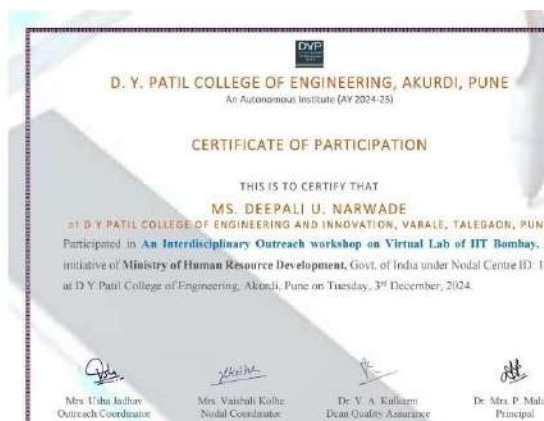 DYP
D. Y. PATIL COLLEGE OF ENGINEERING, AKURDI, PUNE
An Autonomous Institute (AY 2024-25)
CERTIFICATE OF PARTICIPATION
THIS IS TO CERTIFY THAT
MS. DEEPALI U. NARWADE
of D Y PATIL COLLEGE OF ENGINEERING AND INNOVATION, VARALE, TALEGAON, PUN
Participated in An Interdisciplinary Outreach workshop on Virtual Lab of IIT Bombay,
initiative of Ministry of Human Resource Development, Govt. of India under Nodal Centre ID: 1
at D Y Patil College of Engineering, Akurdi, Pune on Tuesday, 3rd December, 2024.
Mrs. Usha Jadhav Mrs. Vaishali Kolhe Dr. V. A. Kulkarni Dr. Mrs. P. Mala
Outreach Coordinator Nodal Coordinator Dean Quality Assurance Principal